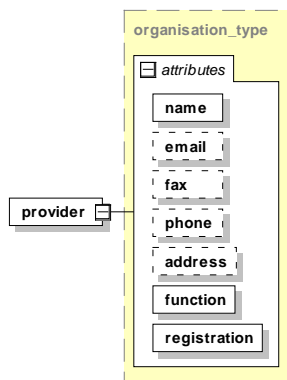 organisation_type
attributes
name
email
fax
provider
phone
address
function
registration